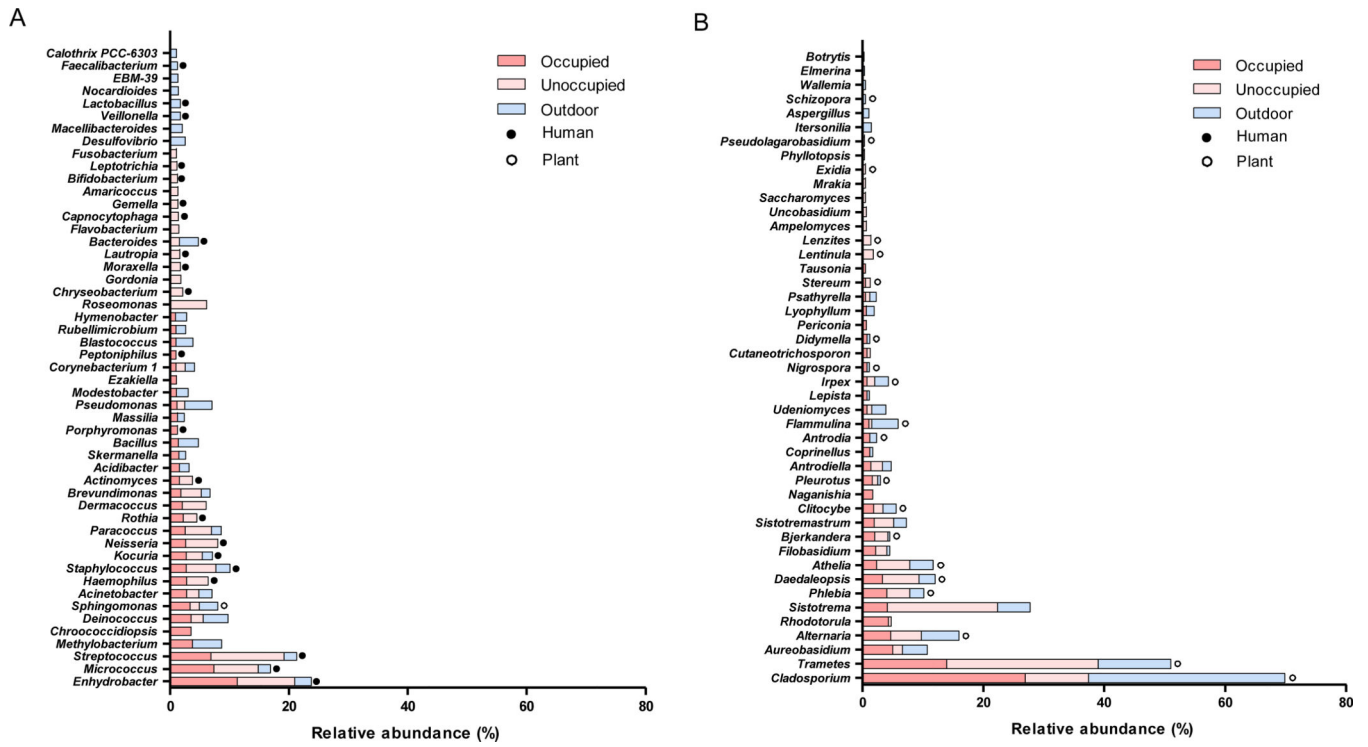 A
Calothrix PCC-6303
Faecalibacterium
EBM-39
Nocardioides
Lactobacillus
Veillonella
Macellibacteroides
Desulfovibrio
Fusobacterium
Leptotrichia
Bifidobacterium
Amaricoccus
Gemella
Capnocytophaga
Flavobacterium
Bacteroides
Lautropia
Moraxella
Gordonia
Chryseobacterium
Roseomonas
Hymenobacter
Rubellimicrobium
Blastococcus
Peptoniphilus
Corynebacterium 1
Ezakiella
Modestobacter
Pseudomonas
Massilia
Porphyromonas
Bacillus
Skermanella
Acidibacter
Actinomyces
Brevundimonas
Dermacoccus
Rothia
Paracoccus
Neisseria
Kocuria
Staphylococcus
Haemophilus
Acinetobacter
Sphingomonas
Deinococcus
Chroococcidiopsis
Methylobacterium
Streptococcus
Micrococcus
Enhydrobacter
Occupied
Unoccupied
Outdoor
Human
Plant
0 20 40 60 80
Relative abundance (%)
B
Botrytis
Elmerina
Wallemia
Schizopora
Aspergillus
Itersonilia
Pseudolagarobasidium
Phyllotopsis
Exidia
Mrakia
Saccharomyces
Uncobasidium
Ampelomyces
Lenzites
Lentinula
Tausonia
Stereum
Psathyrella
Lyophyllum
Periconia
Didymella
Cutaneotrichosporon
Nigrospora
Irpex
Lepista
Udeniomyces
Flammulina
Antrodia
Coprinellus
Antrodiella
Pleurotus
Naganishia
Clitocybe
Sistotremastrum
Bjerkandera
Filobasidium
Athelia
Daedaleopsis
Phlebia
Sistotrema
Rhodotorula
Alternaria
Aureobasidium
Trametes
Cladosporium
Occupied
Unoccupied
Outdoor
Human
Plant
0 20 40 60 80
Relative abundance (%)